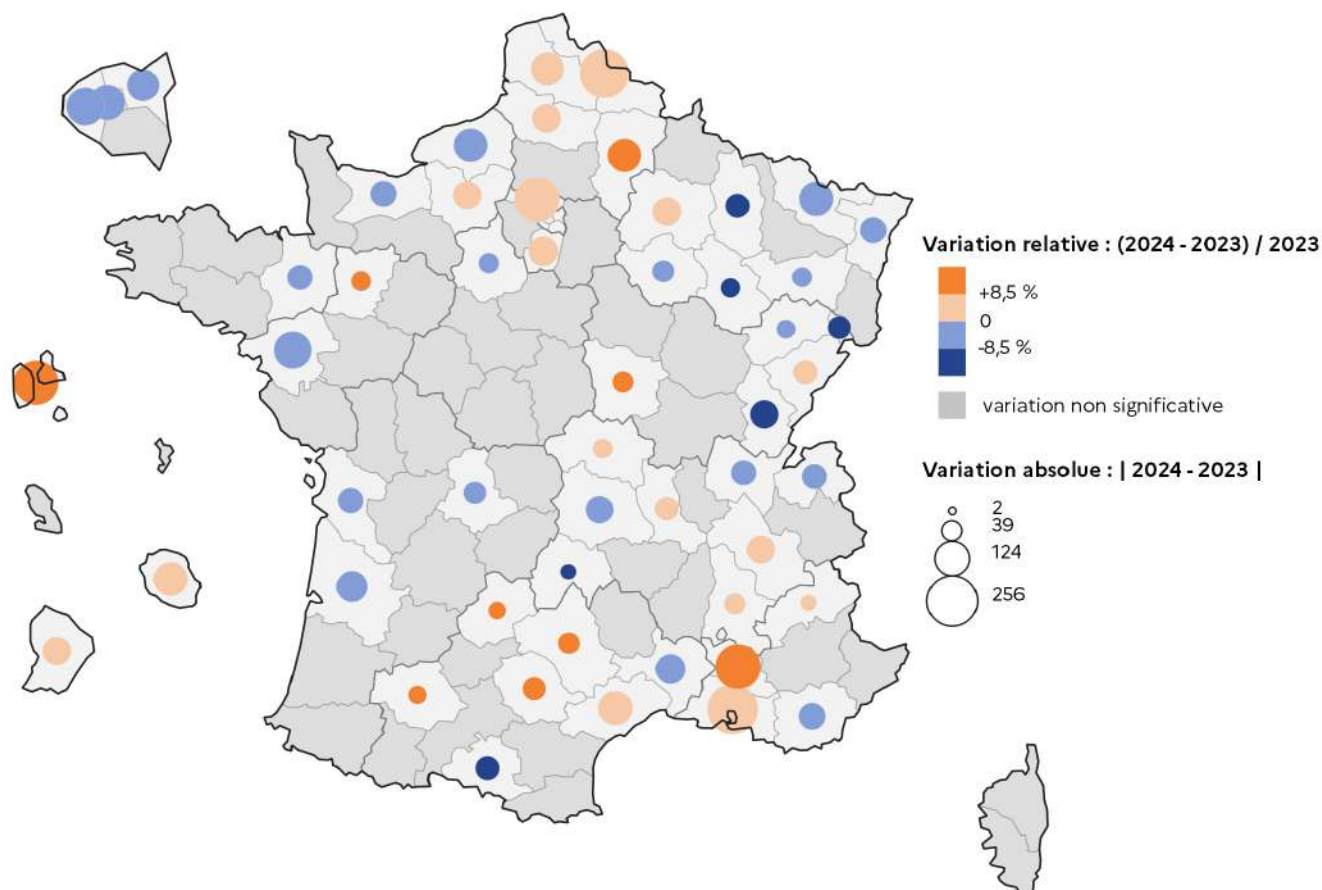 Variation relative : (2024 - 2023) / 2023
+8,5 %
0
-8,5 %
variation non significative
Variation absolue : | 2024 - 2023 |
2
39
124
256